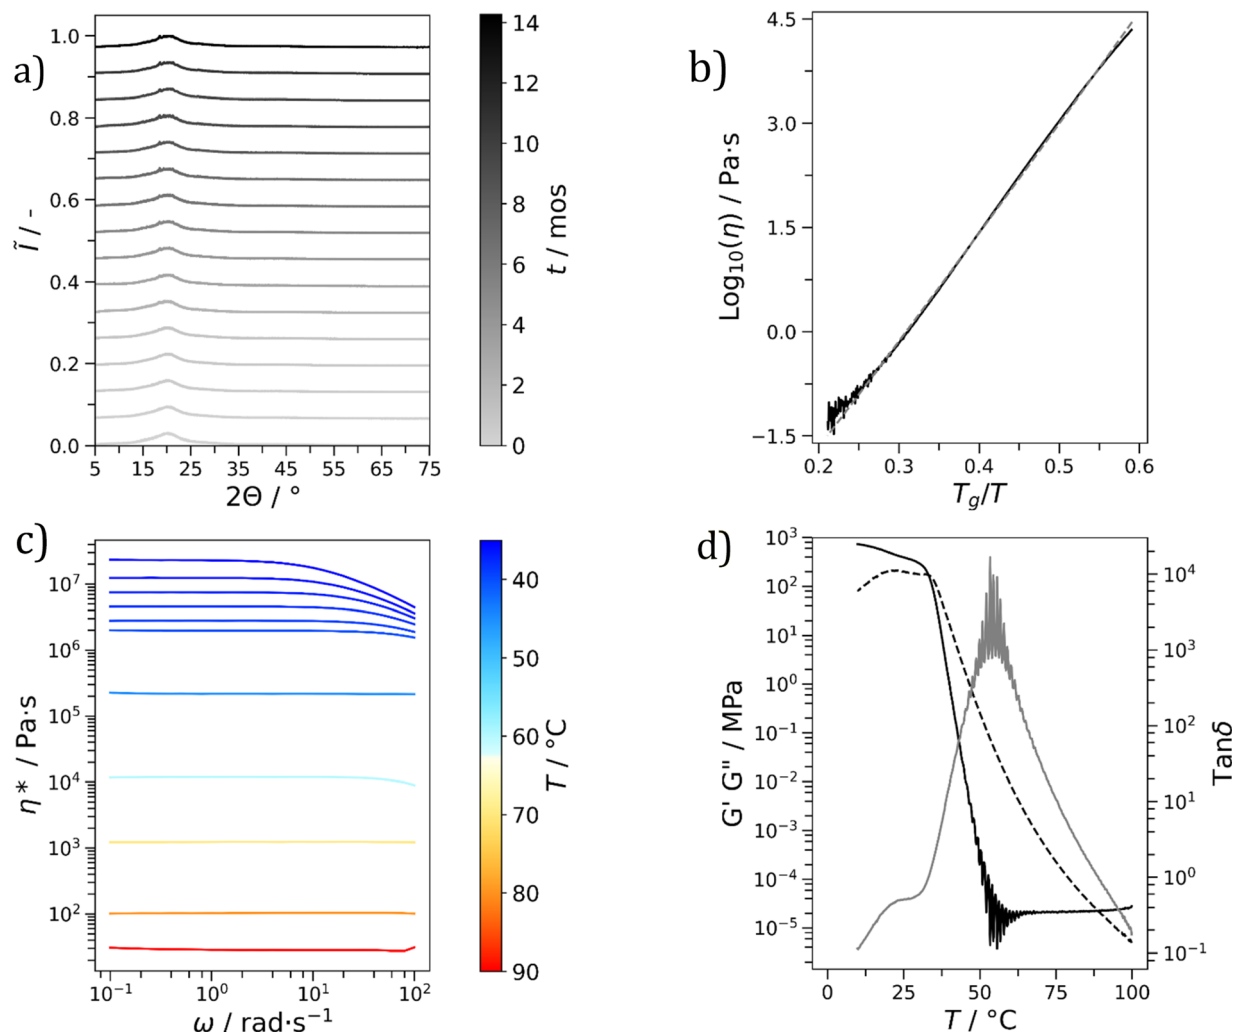 a)
1.0
0.8
0.6
0.4
0.2
0.0
Ĩ / -
5 15 25 35 45 55 65 75
2Θ / °
14
12
10
8
6
4
2
0
t / mos
b)
4.5
3.0
1.5
0.0
−1.5
Log₁₀(η) / Pa·s
0.2 0.3 0.4 0.5 0.6
T_g/T
c)
10⁷
10⁶
10⁵
10⁴
10³
10²
η* / Pa·s
10⁻¹ 10⁰ 10¹ 10²
ω / rad·s⁻¹
40
50
60
70
80
90
T / °C
d)
10³
10²
10¹
10⁰
10⁻¹
10⁻²
10⁻³
10⁻⁴
10⁻⁵
G' G" / MPa
0 25 50 75 100
T / °C
10⁴
10³
10²
10¹
10⁰
10⁻¹
Tanδ